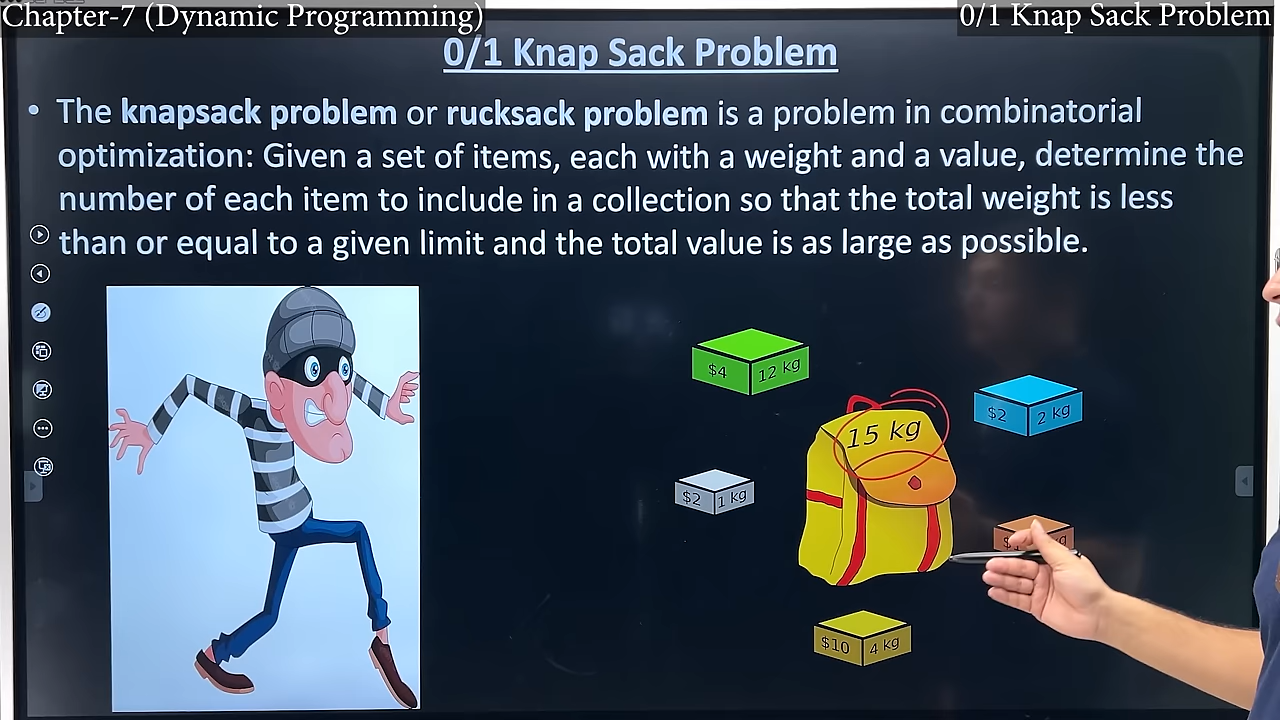 Chapter-7 (Dynamic Programming)
0/1 Knap Sack Problem
0/1 Knap Sack Problem
• The knapsack problem or rucksack problem is a problem in combinatorial
optimization: Given a set of items, each with a weight and a value, determine the
number of each item to include in a collection so that the total weight is less
than or equal to a given limit and the total value is as large as possible.
$4 12 kg
$2 2 kg
15 kg
$2 1 kg
$10 4 kg